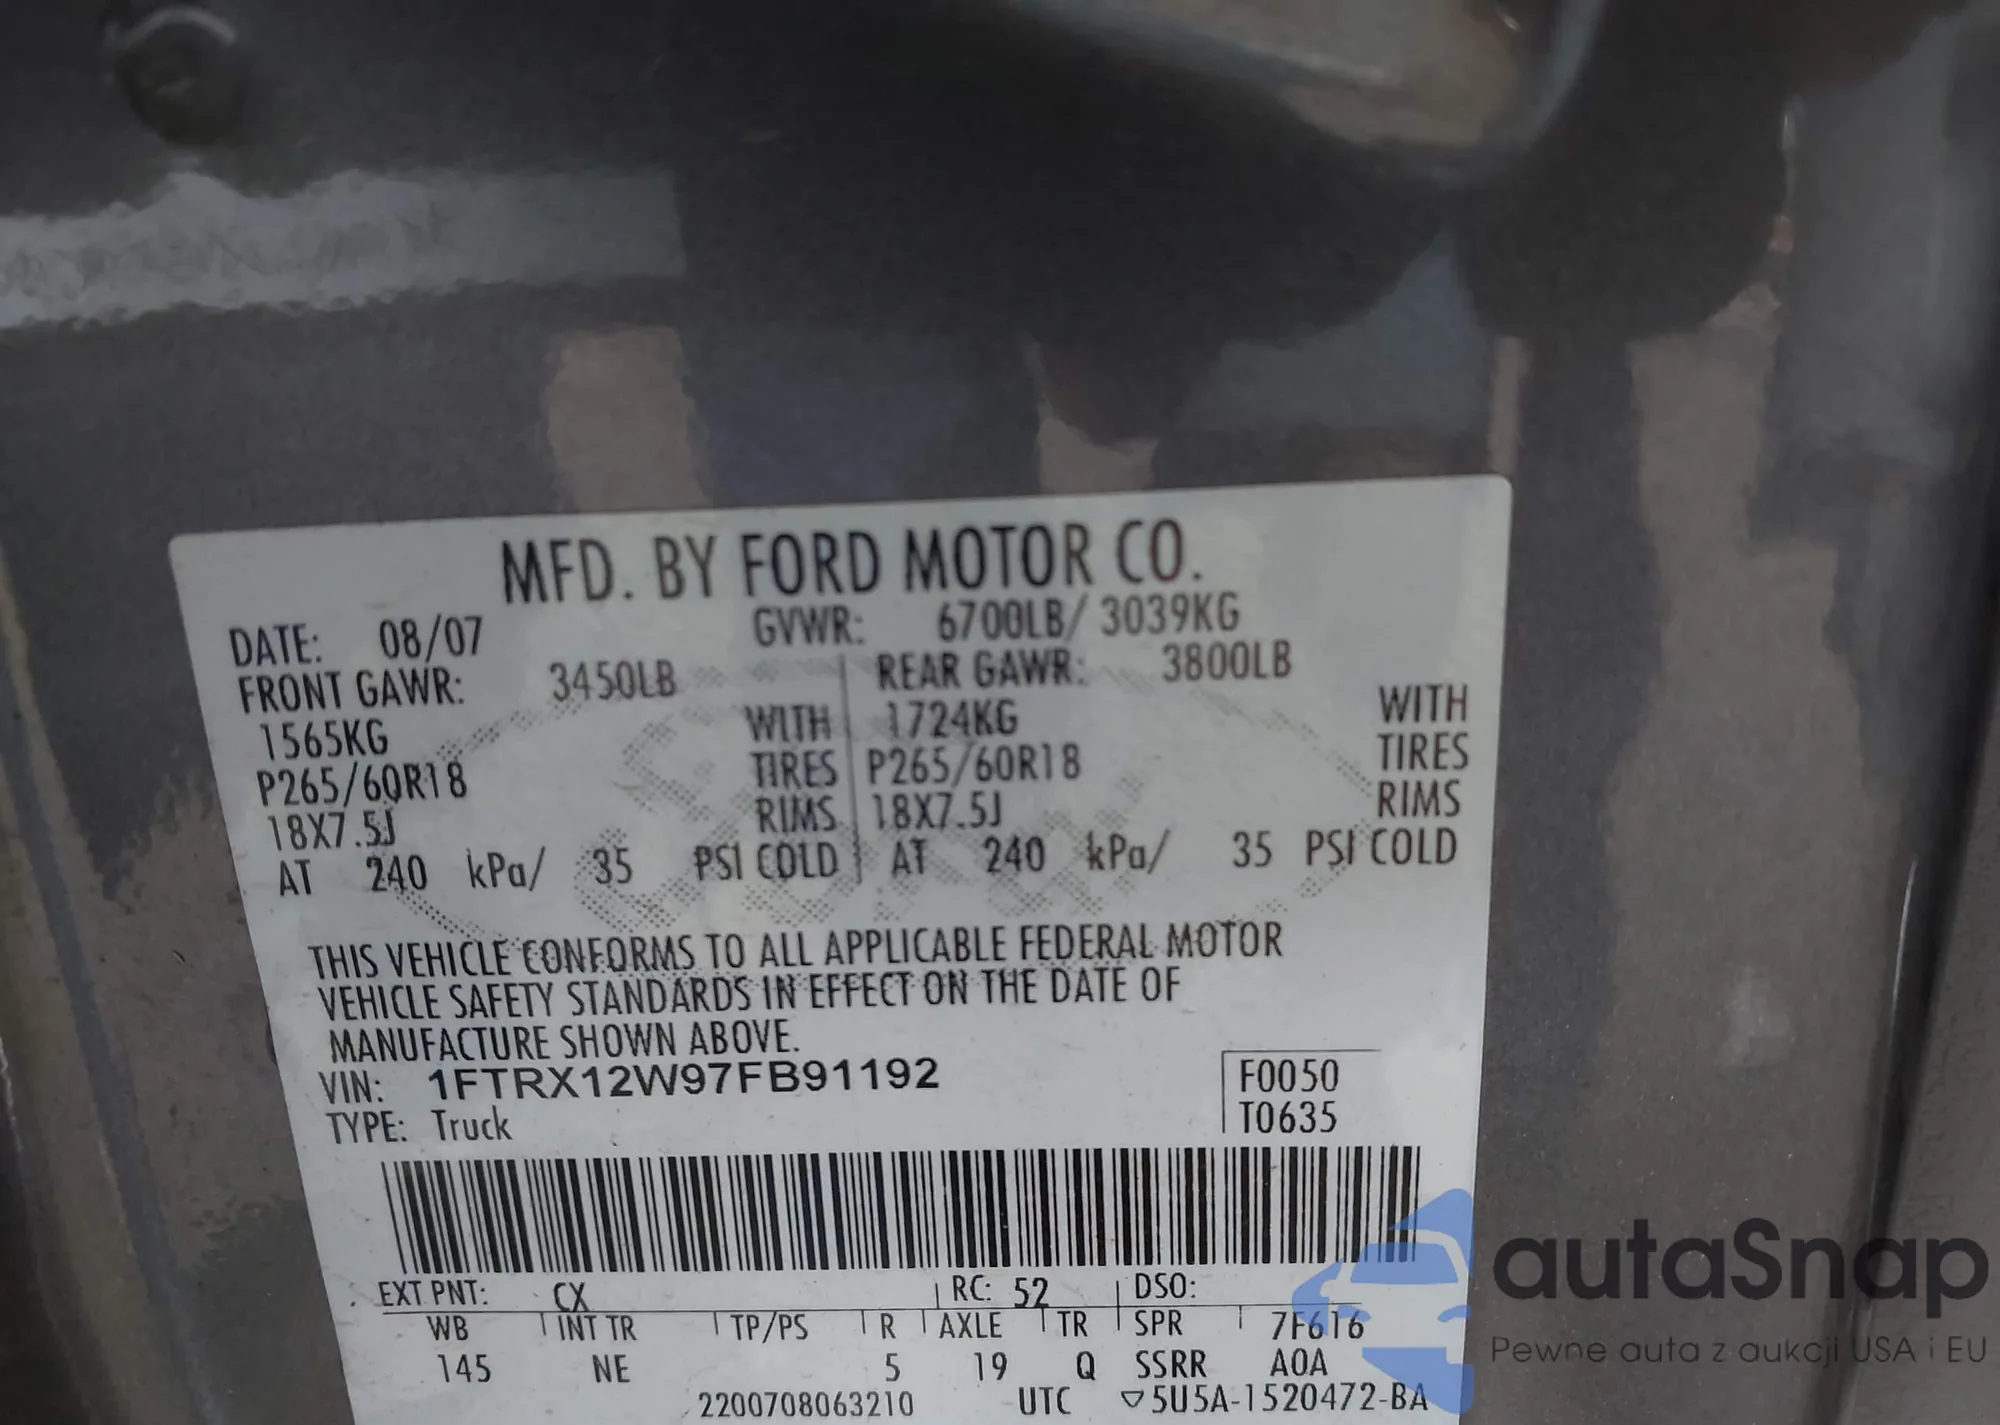 MFD. BY FORD MOTOR CO.
DATE: 08/07 GVWR: 6700LB/ 3039KG
FRONT GAWR: 3450LB REAR GAWR: 3800LB
1565KG WITH 1724KG WITH
P265/60R18 TIRES P265/60R18 TIRES
18X7.5J RIMS 18X7.5J RIMS
AT 240 kPa/ 35 PSI COLD AT 240 kPa/ 35 PSI COLD
THIS VEHICLE CONFORMS TO ALL APPLICABLE FEDERAL MOTOR
VEHICLE SAFETY STANDARDS IN EFFECT ON THE DATE OF
MANUFACTURE SHOWN ABOVE.
VIN: 1FTRX12W97FB91192 F0050
TYPE: Truck T0635
EXT PNT: CX RC: 52 DSO:
WB INT TR TP/PS R AXLE TR SPR 7F616
145 NE 5 19 Q SSRR A0A
2200708063210 UTC ▽5U5A-1520472-BA
autaSnap
Pewne auta z aukcji USA i EU